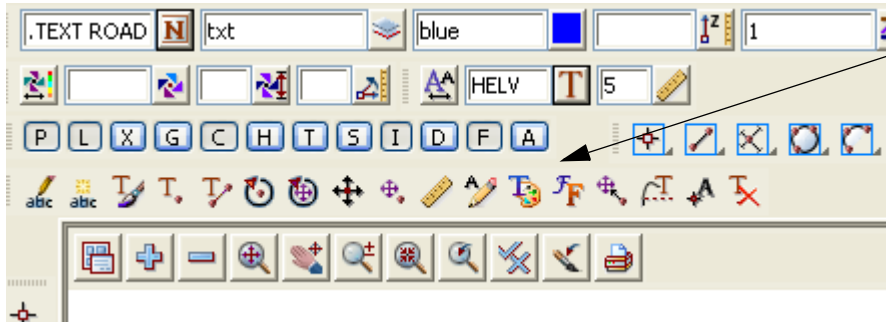 .TEXT ROAD N txt blue Z 1
A A HELV T 5
P L X G C H T S I D F A
abc abc T T T A T F F T A T